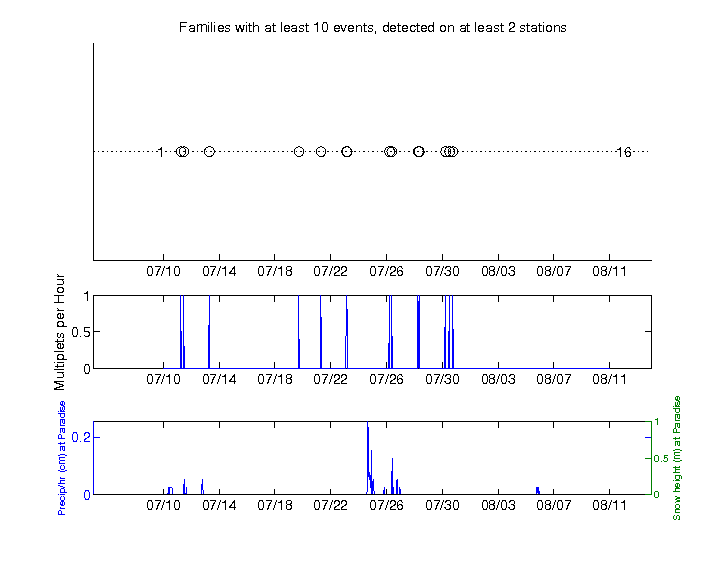 Families with at least 10 events, detected on at least 2 stations
1 16
07/10 07/14 07/18 07/22 07/26 07/30 08/03 08/07 08/11
Multiplets per Hour
1
0.5
0
07/10 07/14 07/18 07/22 07/26 07/30 08/03 08/07 08/11
Precip/hr (cm) at Paradise
0.2
0
1
0.5
0
Snow height (m) at Paradise
07/10 07/14 07/18 07/22 07/26 07/30 08/03 08/07 08/11